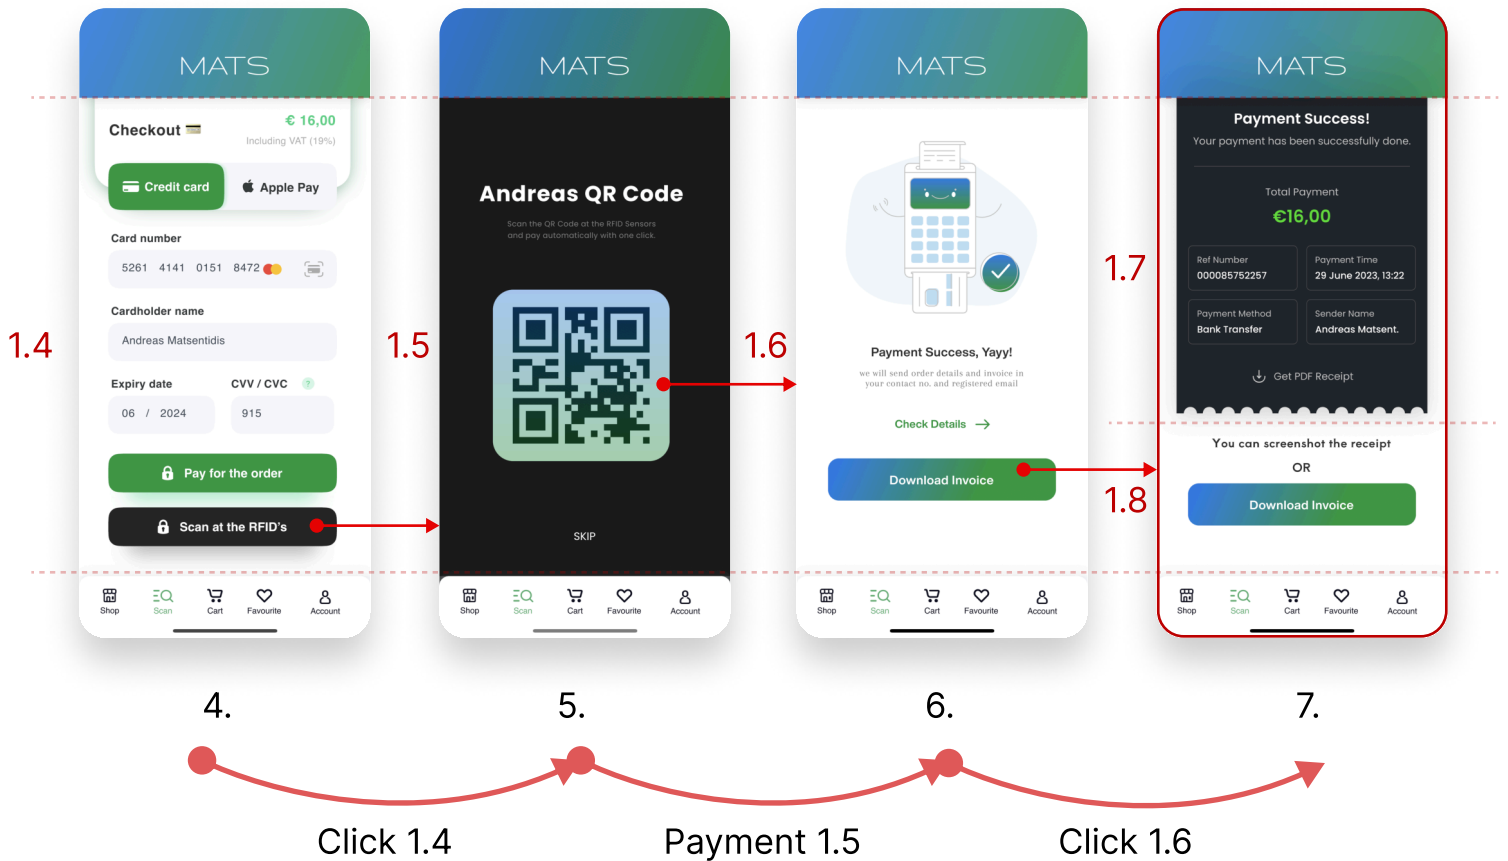 MATS
Checkout
€ 16,00
Including VAT (19%)
Credit card
Apple Pay
Card number
5261 4141 0151 8472
Cardholder name
Andreas Matsentidis
Expiry date
CVV / CVC
?
06 / 2024
915
Pay for the order
Scan at the RFID's
Shop
Scan
Cart
Favourite
Account
1.4
MATS
Andreas QR Code
Scan the QR Code at the RFID Sensors
and pay automatically with one click.
SKIP
Shop
Scan
Cart
Favourite
Account
1.5
MATS
Payment Success, Yayy!
we will send order details and invoice in
your contact no. and registered email
Check Details
Download Invoice
Shop
Scan
Cart
Favourite
Account
1.6
MATS
Payment Success!
Your payment has been successfully done.
Total Payment
€16,00
Ref Number
000085752257
Payment Time
29 June 2023, 13:22
Payment Method
Bank Transfer
Sender Name
Andreas Matsent.
Get PDF Receipt
You can screenshot the receipt
OR
Download Invoice
Shop
Scan
Cart
Favourite
Account
1.7
1.8
4.
5.
6.
7.
Click 1.4
Payment 1.5
Click 1.6